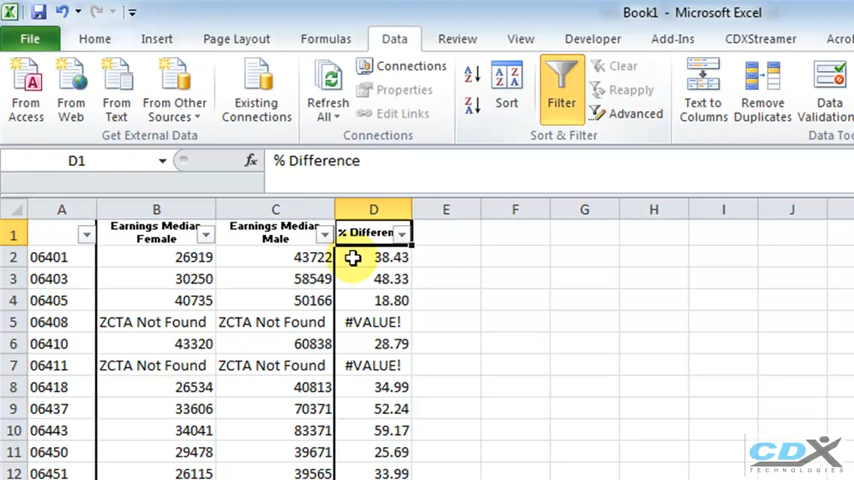 Book1 - Microsoft Excel
File Home Insert Page Layout Formulas Data Review View Developer Add-Ins CDXStreamer
From Access
From Web
From Text
From Other Sources
Existing Connections
Get External Data
Refresh All
Connections
Properties
Edit Links
Connections
Sort
Filter
Clear
Reapply
Advanced
Sort & Filter
Text to Columns
Remove Duplicates
Data Validation
D1 fx % Difference
A B C D E F G H I J
1 Earnings Median Female Earnings Median Male % Differen
2 06401 26919 43722 38.43
3 06403 30250 58549 48.33
4 06405 40735 50166 18.80
5 06408 ZCTA Not Found ZCTA Not Found #VALUE!
6 06410 43320 60838 28.79
7 06411 ZCTA Not Found ZCTA Not Found #VALUE!
8 06418 26534 40813 34.99
9 06437 33606 70371 52.24
10 06443 34041 83371 59.17
11 06450 29478 39671 25.69
12 06451 26115 39565 33.99
CDX
TECHNOLOGIES